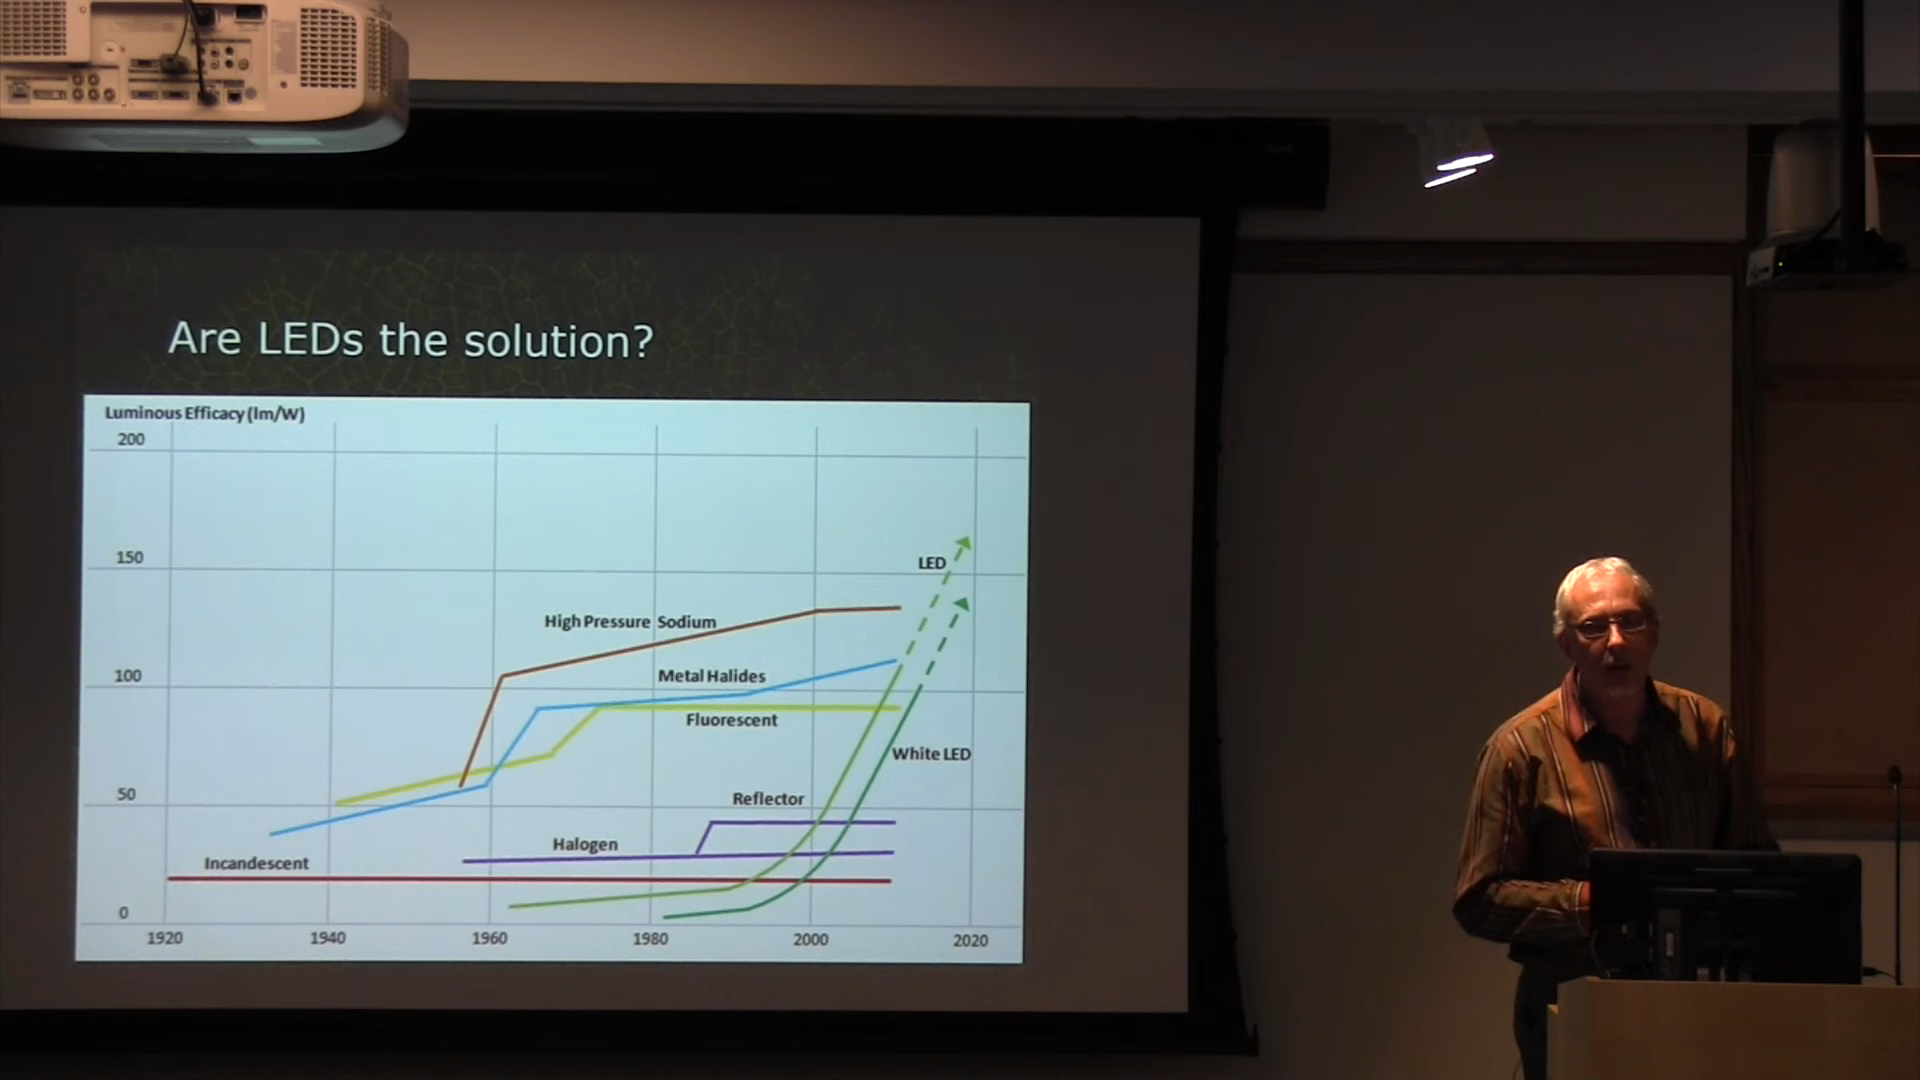 Are LEDs the solution?
Luminous Efficacy (lm/W)
200
150
LED
High Pressure Sodium
100
Metal Halides
Fluorescent
White LED
50
Reflector
Halogen
Incandescent
0
1920
1940
1960
1980
2000
2020